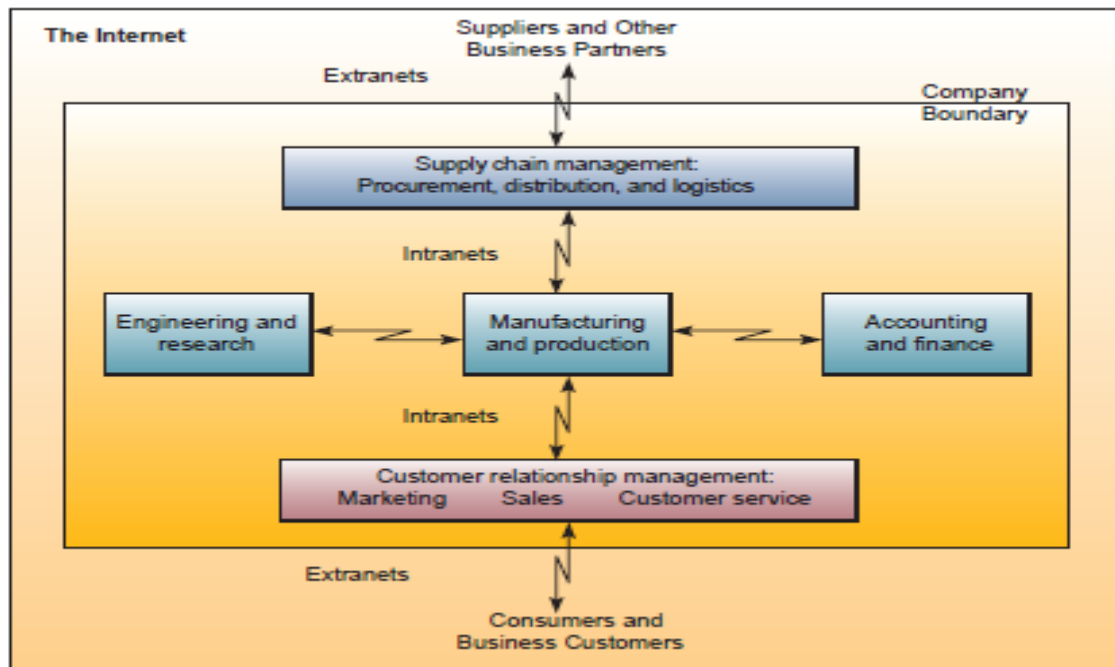 The Internet
Suppliers and Other
Business Partners
Extranets
Company
Boundary
Supply chain management:
Procurement, distribution, and logistics
Intranets
Engineering and
research
Manufacturing
and production
Accounting
and finance
Intranets
Customer relationship management:
Marketing Sales Customer service
Extranets
Consumers and
Business Customers